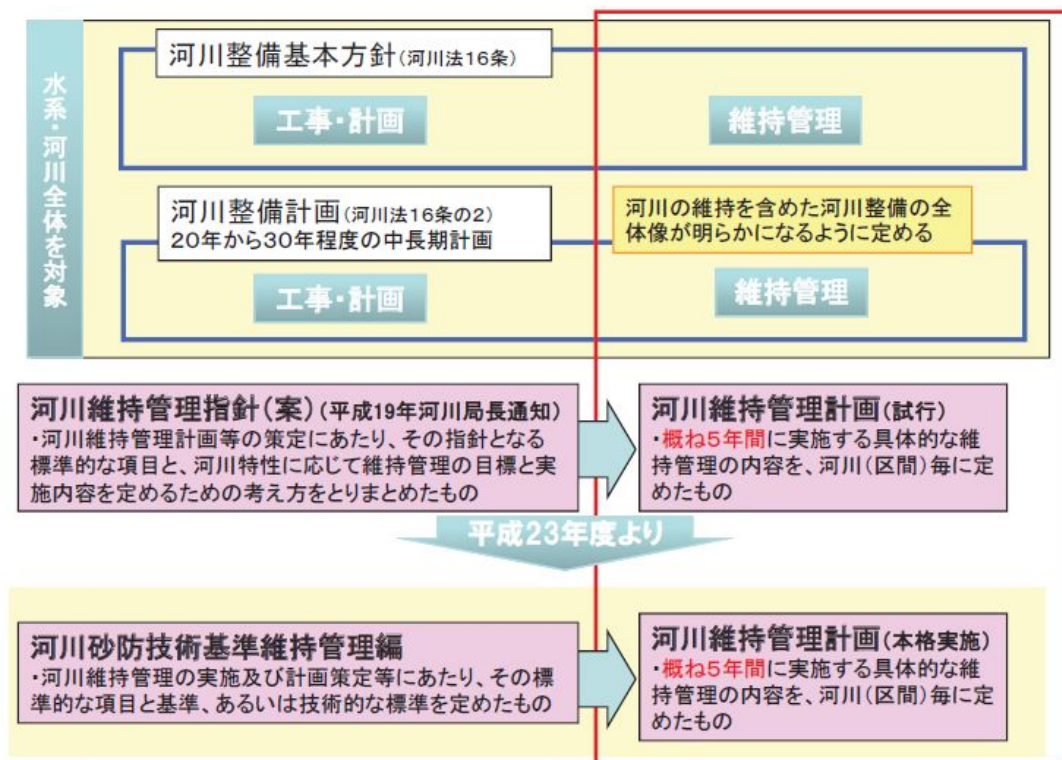 水系・河川全体を対象
河川整備基本方針(河川法16条)
工事・計画
維持管理
河川整備計画(河川法16条の2)
20年から30年程度の中長期計画
河川の維持を含めた河川整備の全
体像が明らかになるように定める
工事・計画
維持管理
河川維持管理指針(案)(平成19年河川局長通知)
・河川維持管理計画等の策定にあたり、その指針となる
標準的な項目と、河川特性に応じて維持管理の目標と実
施内容を定めるための考え方をとりまとめたもの
河川維持管理計画(試行)
・概ね5年間に実施する具体的な維
持管理の内容を、河川(区間)毎に定
めたもの
平成23年度より
河川砂防技術基準維持管理編
・河川維持管理の実施及び計画策定等にあたり、その標
準的な項目と基準、あるいは技術的な標準を定めたもの
河川維持管理計画(本格実施)
・概ね5年間に実施する具体的な維
持管理の内容を、河川(区間)毎に定
めたもの